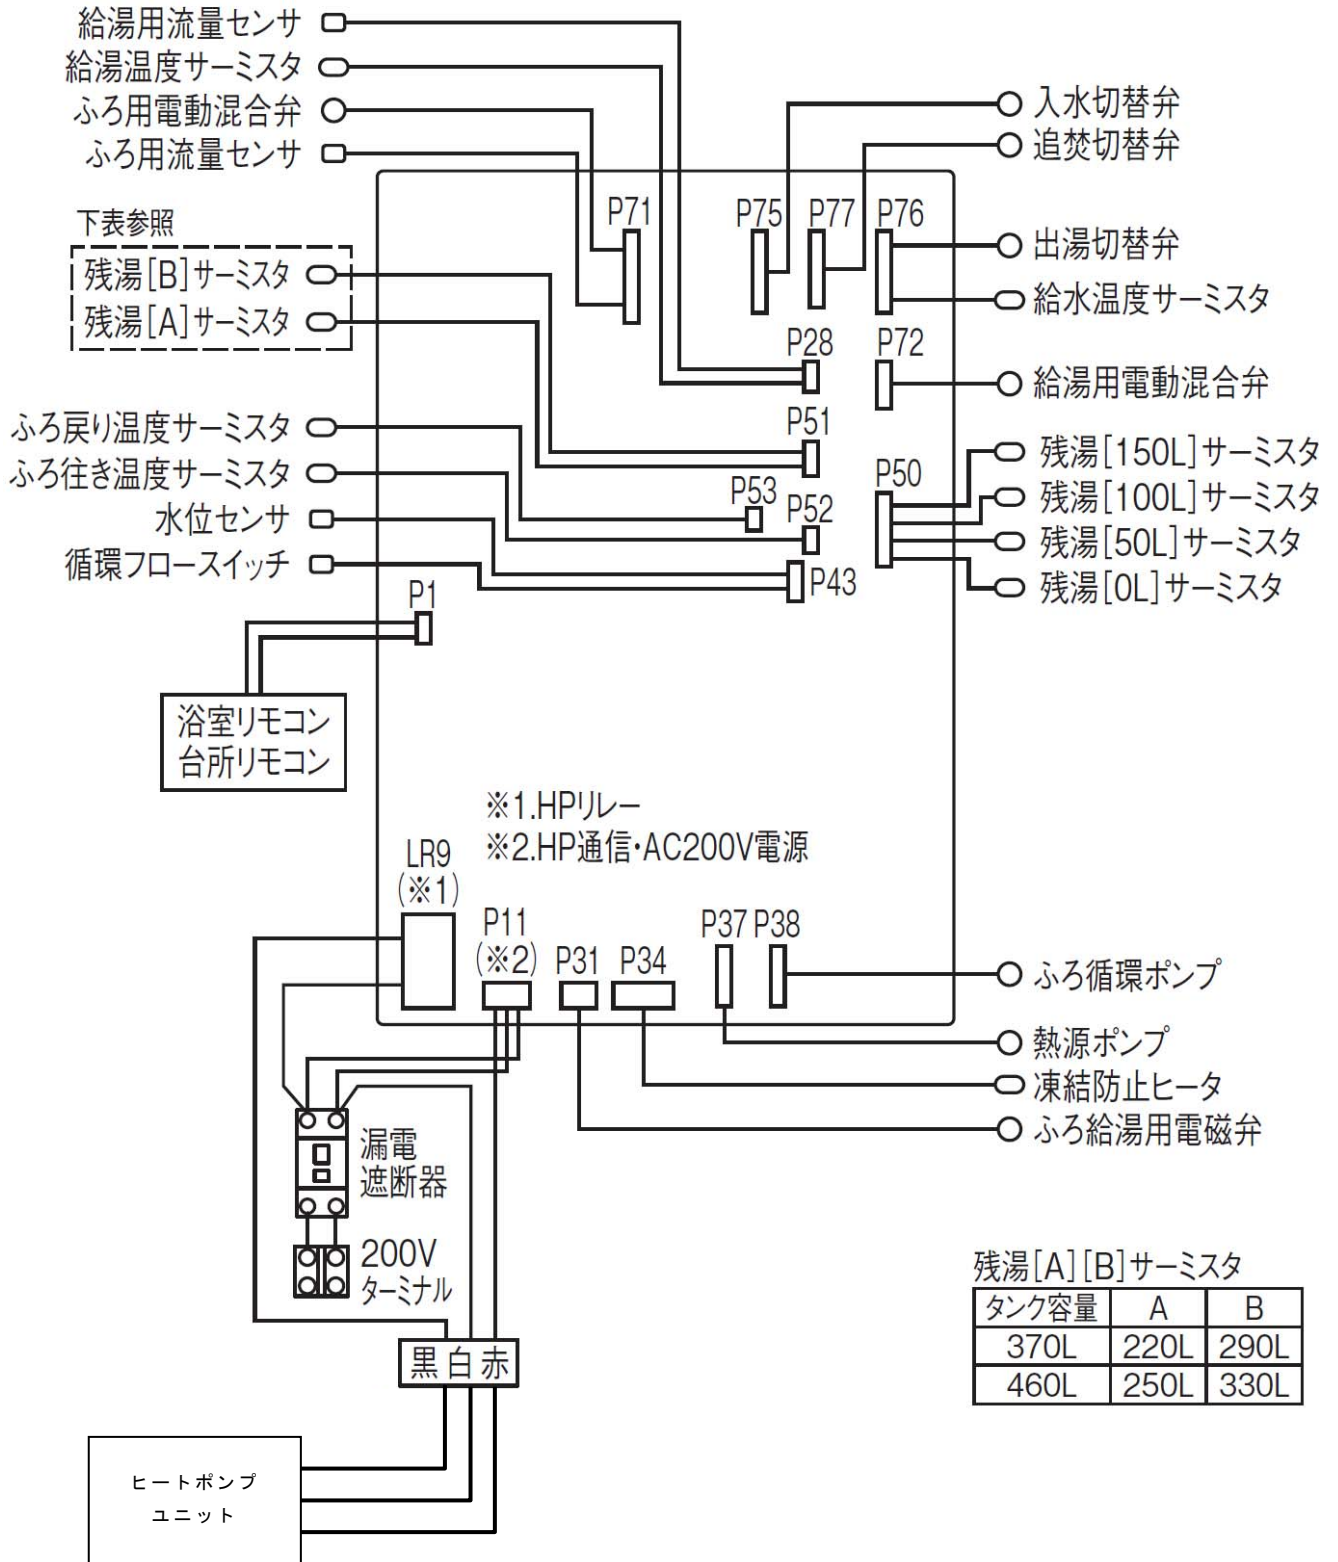 給湯用流量センサ
給湯温度サーミスタ
ふろ用電動混合弁
ふろ用流量センサ
入水切替弁
追焚切替弁
下表参照
残湯[B]サーミスタ
残湯[A]サーミスタ
P71
P75
P77
P76
出湯切替弁
給水温度サーミスタ
P28
P72
給湯用電動混合弁
ふろ戻り温度サーミスタ
ふろ往き温度サーミスタ
水位センサ
循環フロースイッチ
P51
P53
P52
P50
P43
残湯[150L]サーミスタ
残湯[100L]サーミスタ
残湯[50L]サーミスタ
残湯[0L]サーミスタ
P1
浴室リモコン
台所リモコン
※1.HPリレー
※2.HP通信・AC200V電源
LR9
(※1)
P11
(※2)
P31
P34
P37
P38
ふろ循環ポンプ
熱源ポンプ
凍結防止ヒータ
ふろ給湯用電磁弁
漏電
遮断器
200V
ターミナル
黒 白 赤
ヒートポンプ
ユニット
残湯[A][B]サーミスタ
タンク容量 A B
370L 220L 290L
460L 250L 330L